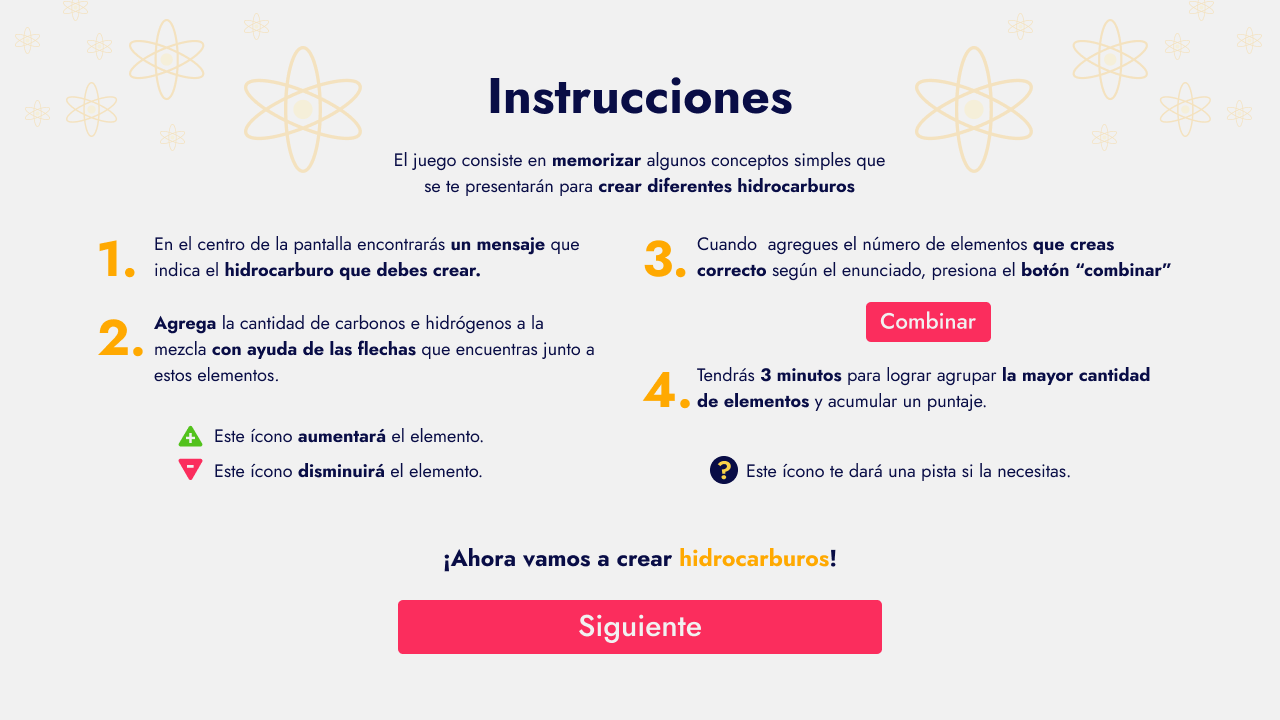 Instrucciones
El juego consiste en memorizar algunos conceptos simples que
se te presentarán para crear diferentes hidrocarburos
1. En el centro de la pantalla encontrarás un mensaje que
indica el hidrocarburo que debes crear.
2. Agrega la cantidad de carbonos e hidrógenos a la
mezcla con ayuda de las flechas que encuentras junto a
estos elementos.
+ Este ícono aumentará el elemento.
- Este ícono disminuirá el elemento.
3. Cuando  agregues el número de elementos que creas
correcto según el enunciado, presiona el botón “combinar”
Combinar
4. Tendrás 3 minutos para lograr agrupar la mayor cantidad
de elementos y acumular un puntaje.
? Este ícono te dará una pista si la necesitas.
¡Ahora vamos a crear hidrocarburos!
Siguiente